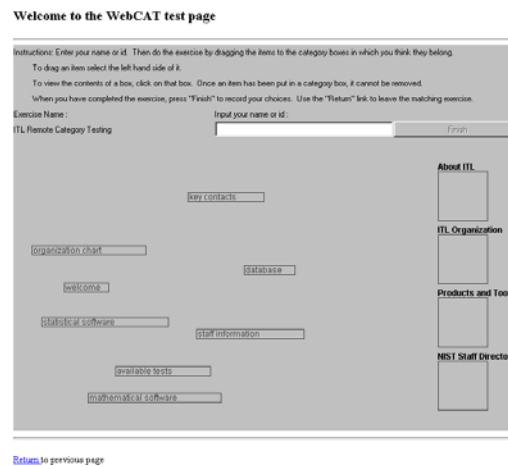 Welcome to the WebCAT test page
Instructions: Enter your name or id. Then do the exercise by dragging the items to the category boxes in which you think they belong.
To drag an item select the left hand side of it.
To view the contents of a box, click on that box. Once an item has been put in a category box, it cannot be removed.
When you have completed the exercise, press "Finish" to record your choices. Use the "Return" link to leave the matching exercise.
Exercise Name : Input your name or id :
ITL Remote Category Testing Finish
About ITL
key contacts
ITL Organization
organization chart
database
welcome
Products and Too
statistical software
staff information
NIST Staff Directo
available tests
mathematical software
Return to previous page